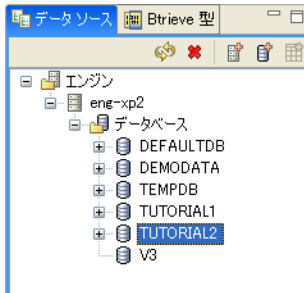 データ ソース Btrieve 型
エンジン
eng-xp2
データベース
DEFAULTDB
DEMODATA
TEMPDB
TUTORIAL1
TUTORIAL2
V3